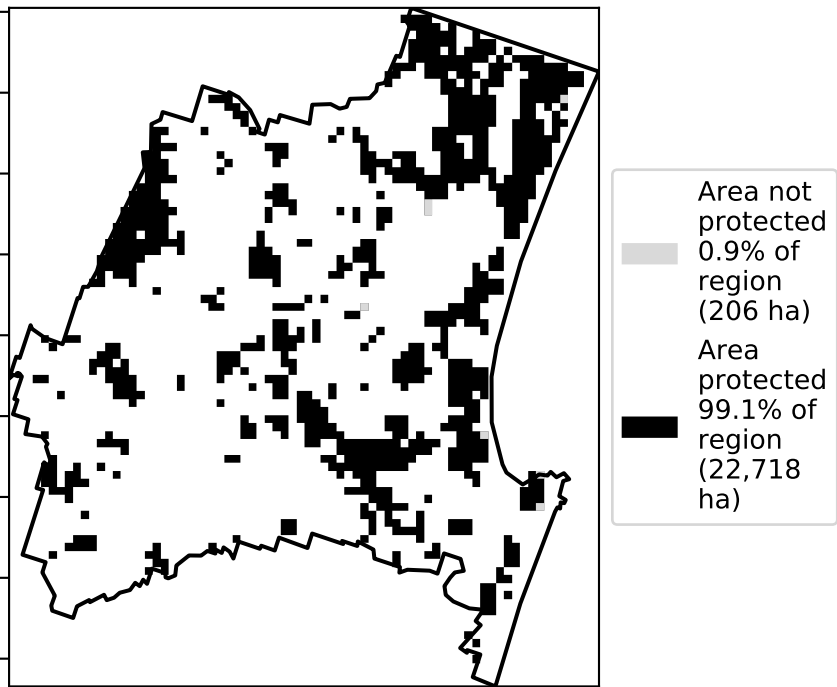 Area not
protected
0.9% of
region
(206 ha)
Area
protected
99.1% of
region
(22,718
ha)